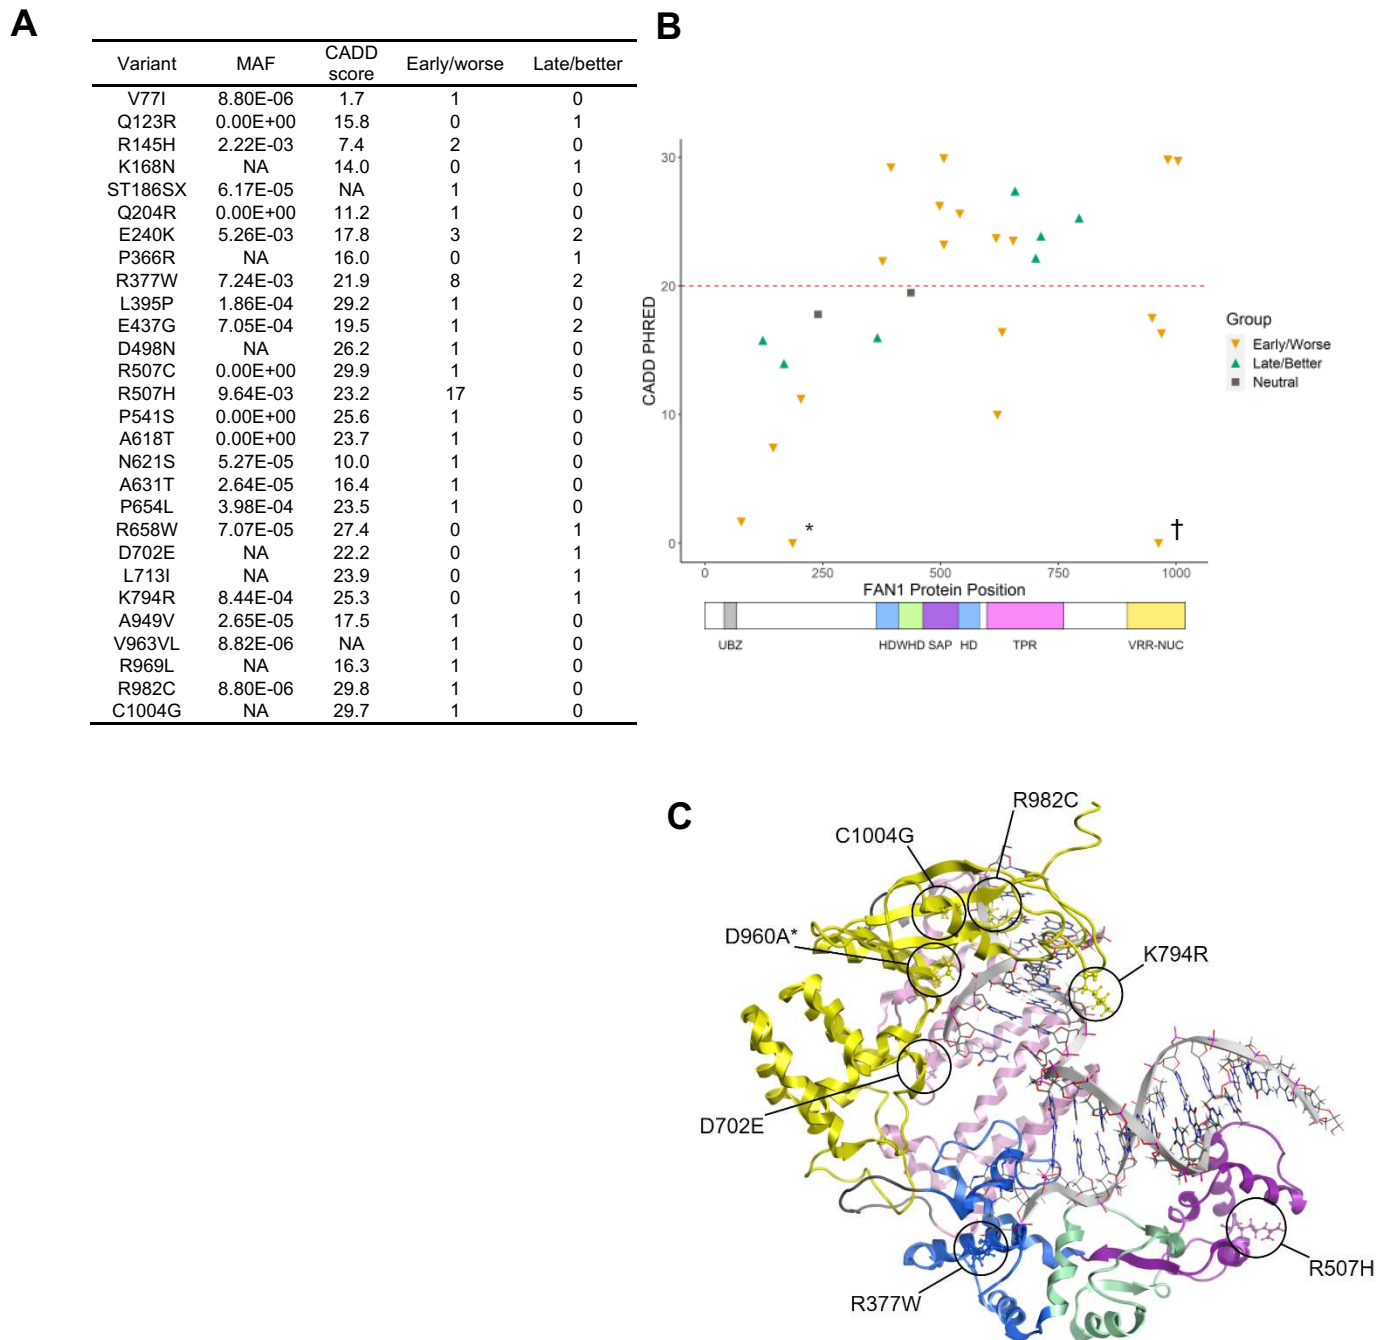 A
Variant MAF CADD score Early/worse Late/better
V77I 8.80E-06 1.7 1 0
Q123R 0.00E+00 15.8 0 1
R145H 2.22E-03 7.4 2 0
K168N NA 14.0 0 1
ST186SX 6.17E-05 NA 1 0
Q204R 0.00E+00 11.2 1 0
E240K 5.26E-03 17.8 3 2
P366R NA 16.0 0 1
R377W 7.24E-03 21.9 8 2
L395P 1.86E-04 29.2 1 0
E437G 7.05E-04 19.5 1 2
D498N NA 26.2 1 0
R507C 0.00E+00 29.9 1 0
R507H 9.64E-03 23.2 17 5
P541S 0.00E+00 25.6 1 0
A618T 0.00E+00 23.7 1 0
N621S 5.27E-05 10.0 1 0
A631T 2.64E-05 16.4 1 0
P654L 3.98E-04 23.5 1 0
R658W 7.07E-05 27.4 0 1
D702E NA 22.2 0 1
L713I NA 23.9 0 1
K794R 8.44E-04 25.3 0 1
A949V 2.65E-05 17.5 1 0
V963VL 8.82E-06 NA 1 0
R969L NA 16.3 1 0
R982C 8.80E-06 29.8 1 0
C1004G NA 29.7 1 0
B
CADD PHRED
30
20
10
0
*
†
0 250 500 750 1000
FAN1 Protein Position
UBZ HD WHD SAP HD TPR VRR-NUC
Group
Early/Worse
Late/Better
Neutral
C
R982C
C1004G
D960A*
K794R
D702E
R377W
R507H